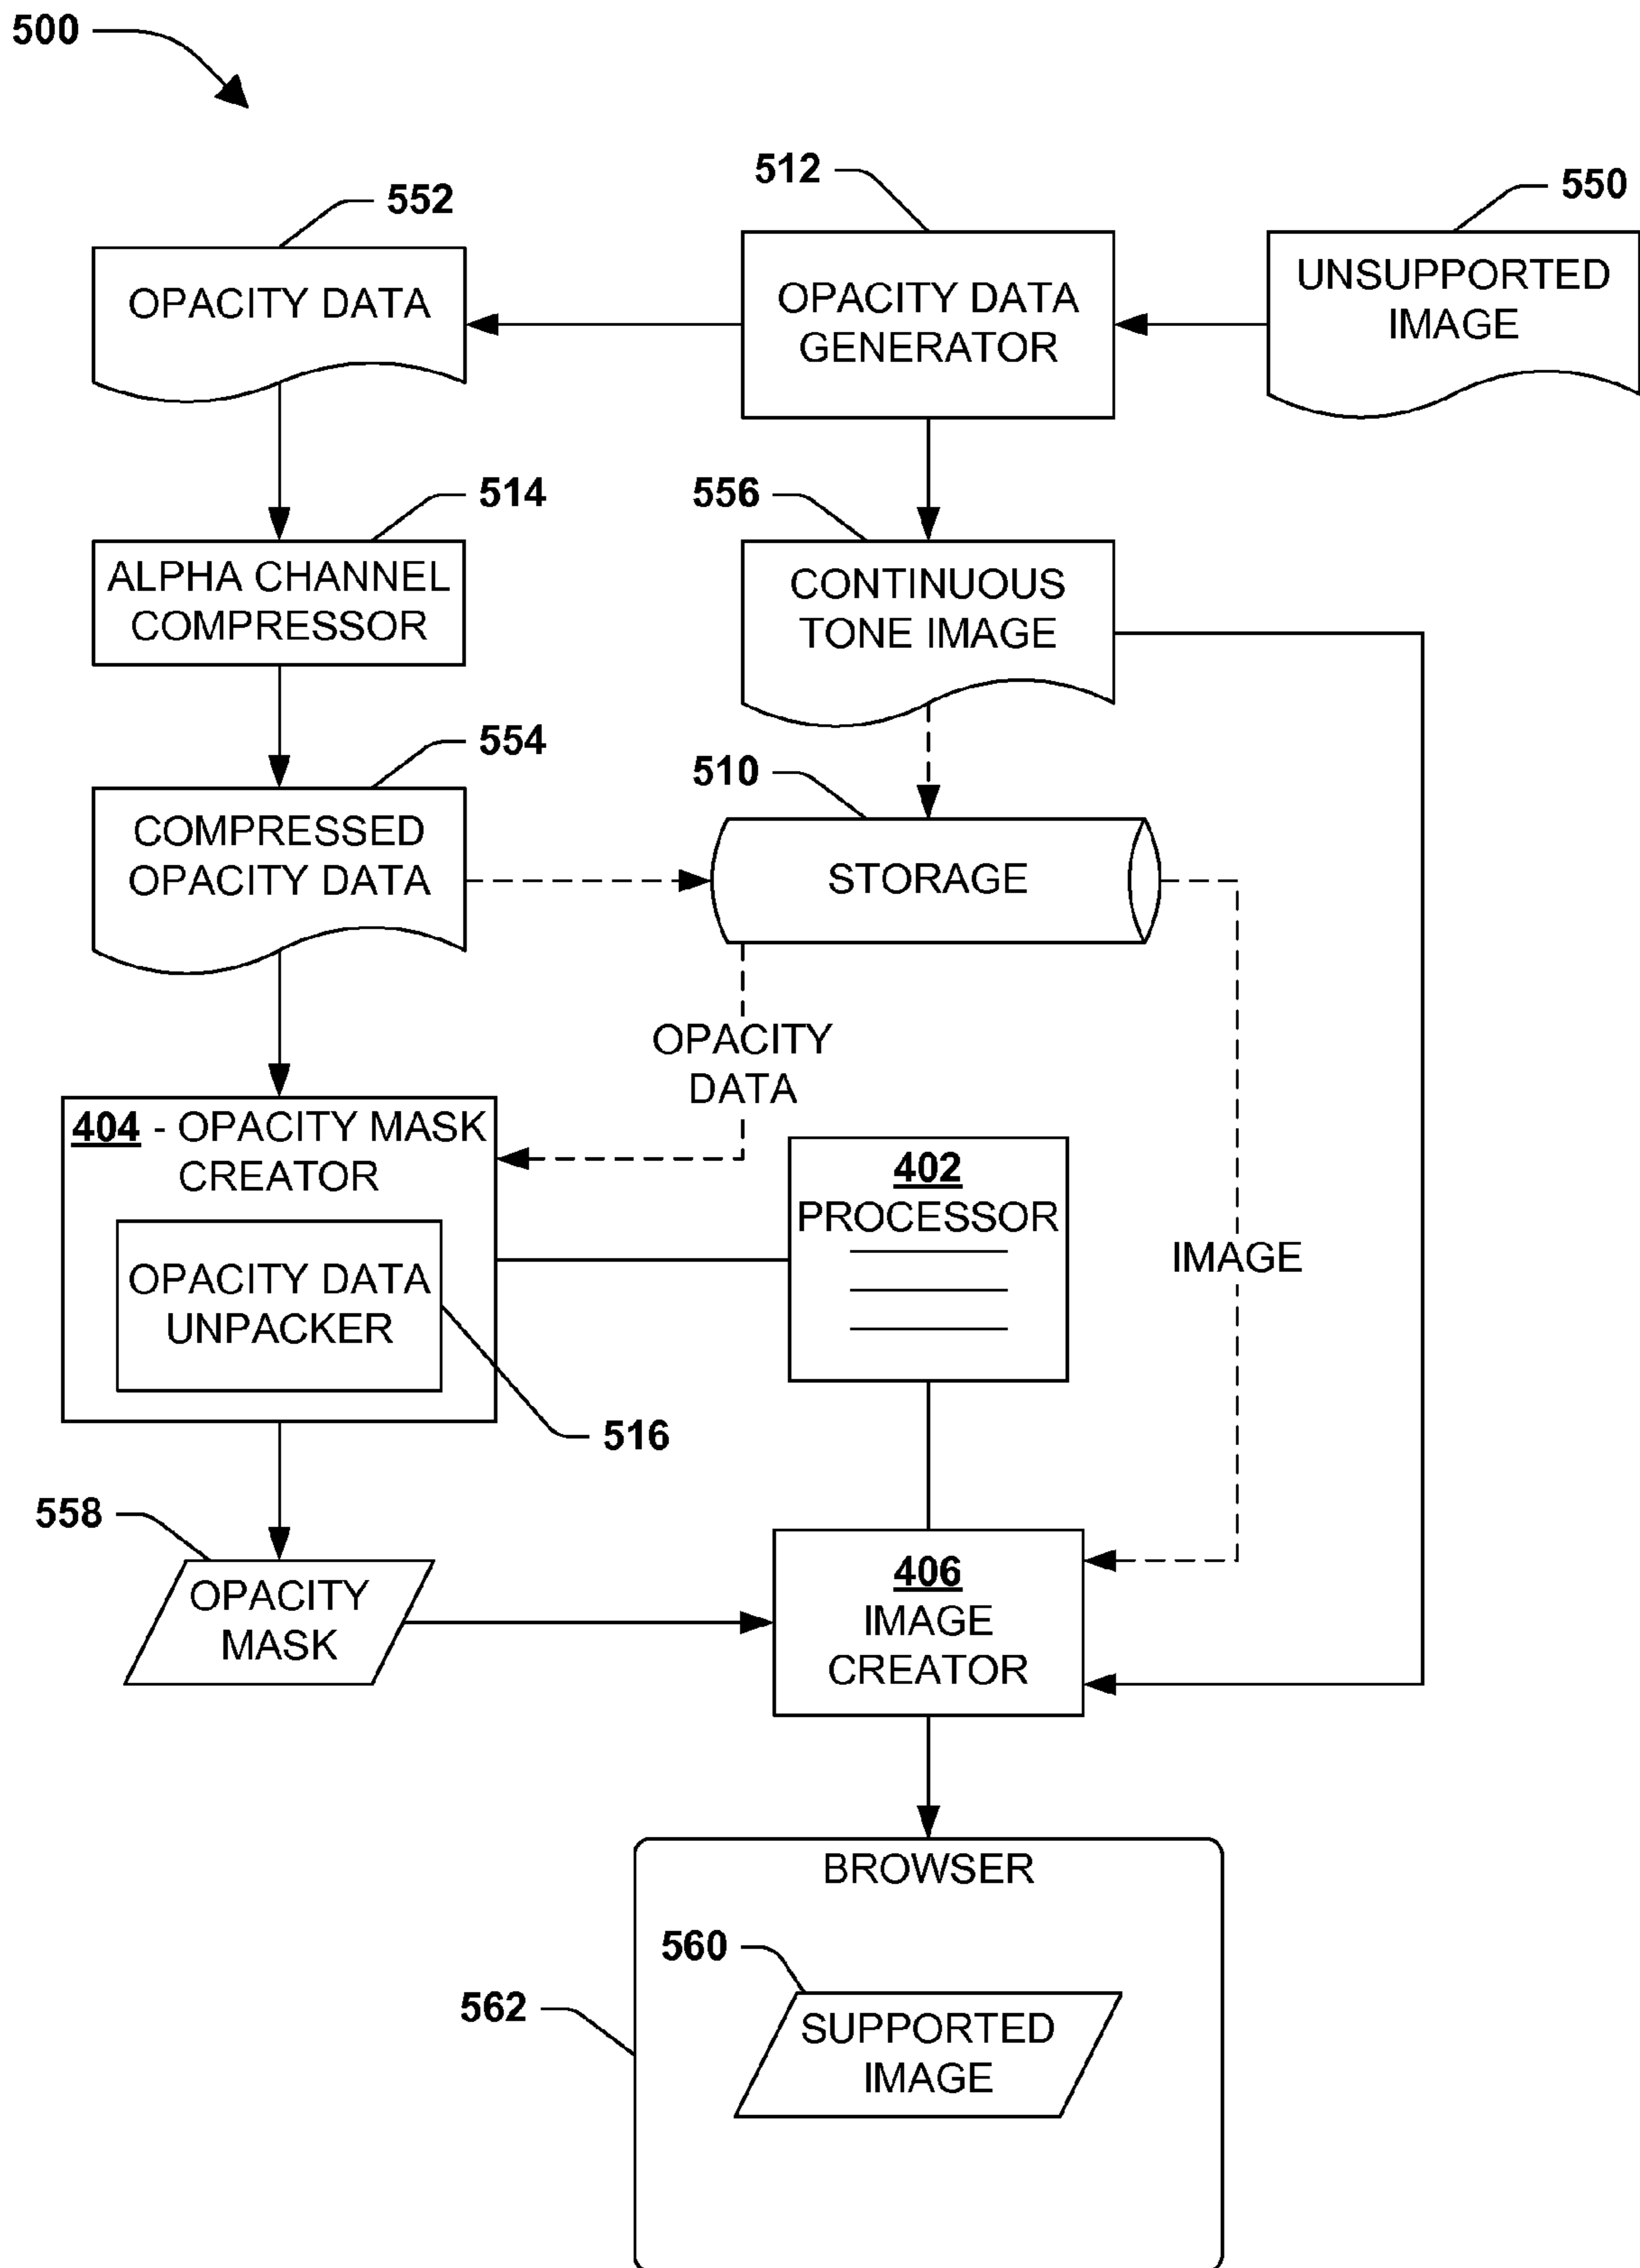 500
512
550
552
OPACITY DATA
OPACITY DATA
GENERATOR
UNSUPPORTED
IMAGE
514
556
ALPHA CHANNEL
COMPRESSOR
CONTINUOUS
TONE IMAGE
554
510
COMPRESSED
OPACITY DATA
STORAGE
OPACITY
DATA
404 - OPACITY MASK
CREATOR
402
PROCESSOR
OPACITY DATA
UNPACKER
IMAGE
516
558
OPACITY
MASK
406
IMAGE
CREATOR
BROWSER
560
562
SUPPORTED
IMAGE